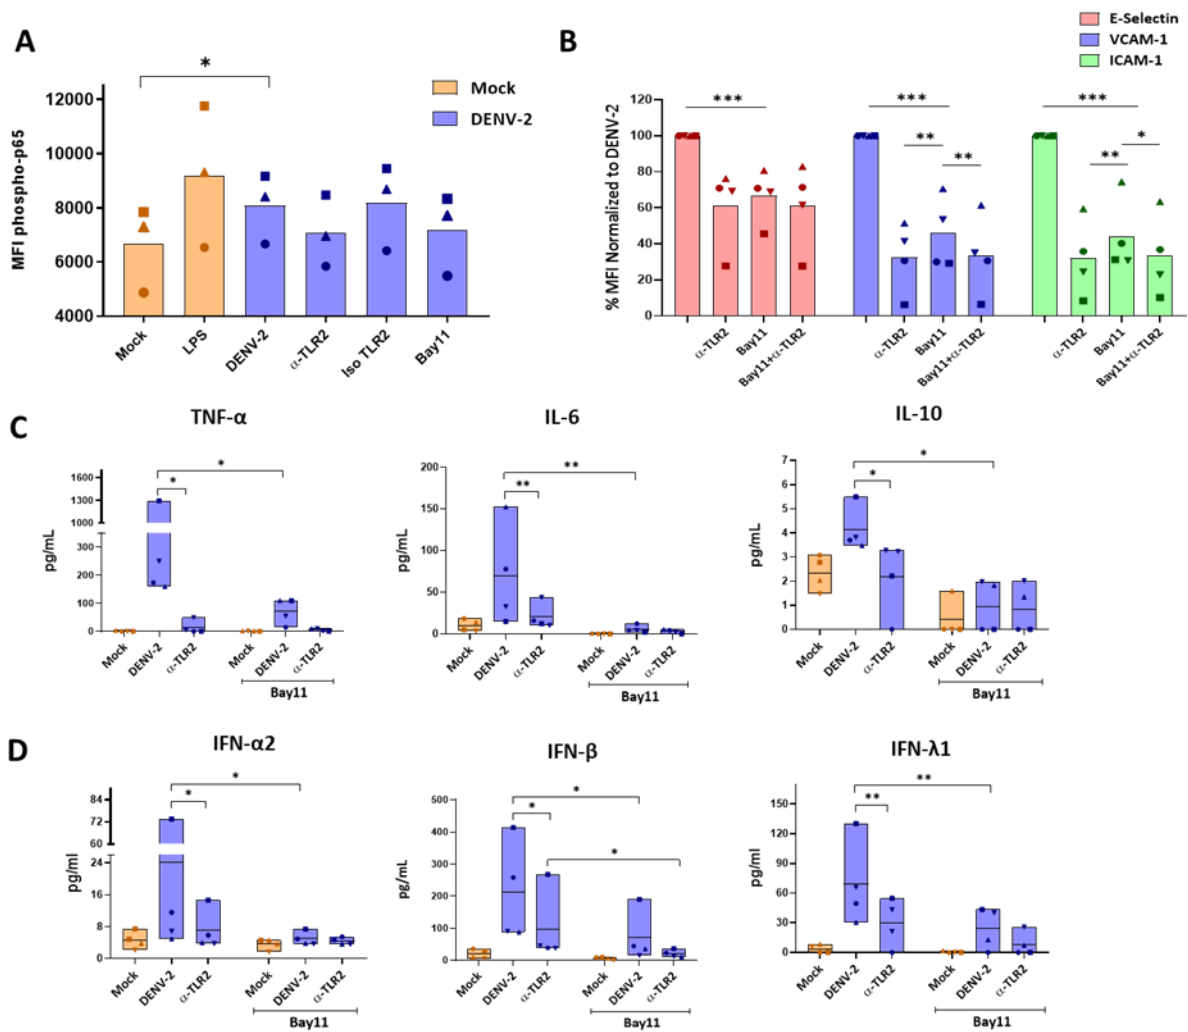 E-Selectin
VCAM-1
ICAM-1
A
*
Mock
DENV-2
MFI phospho-p65
12000
10000
8000
6000
4000
Mock
LPS
DENV-2
α-TLR2
Iso TLR2
Bay11
B
% MFI Normalized to DENV-2
120
100
80
60
40
20
0
*** *** ***
** ** ** *
α-TLR2
Bay11
Bay11+α-TLR2
α-TLR2
Bay11
Bay11+α-TLR2
α-TLR2
Bay11
Bay11+α-TLR2
C
TNF-α
pg/mL
1600
1300
1000
300
200
100
0
*
*
Mock
DENV-2
α-TLR2
Mock
DENV-2
α-TLR2
Bay11
IL-6
pg/mL
200
150
100
50
0
**
**
Mock
DENV-2
α-TLR2
Mock
DENV-2
α-TLR2
Bay11
IL-10
pg/mL
7
6
5
4
3
2
1
0
*
*
Mock
DENV-2
α-TLR2
Mock
DENV-2
α-TLR2
Bay11
D
IFN-α2
pg/ml
84
72
60
24
16
8
0
*
*
Mock
DENV-2
α-TLR2
Mock
DENV-2
α-TLR2
Bay11
IFN-β
pg/mL
500
400
300
200
100
0
*
*
*
Mock
DENV-2
α-TLR2
Mock
DENV-2
α-TLR2
Bay11
IFN-λ1
pg/ml
150
120
90
60
30
0
**
**
Mock
DENV-2
α-TLR2
Mock
DENV-2
α-TLR2
Bay11